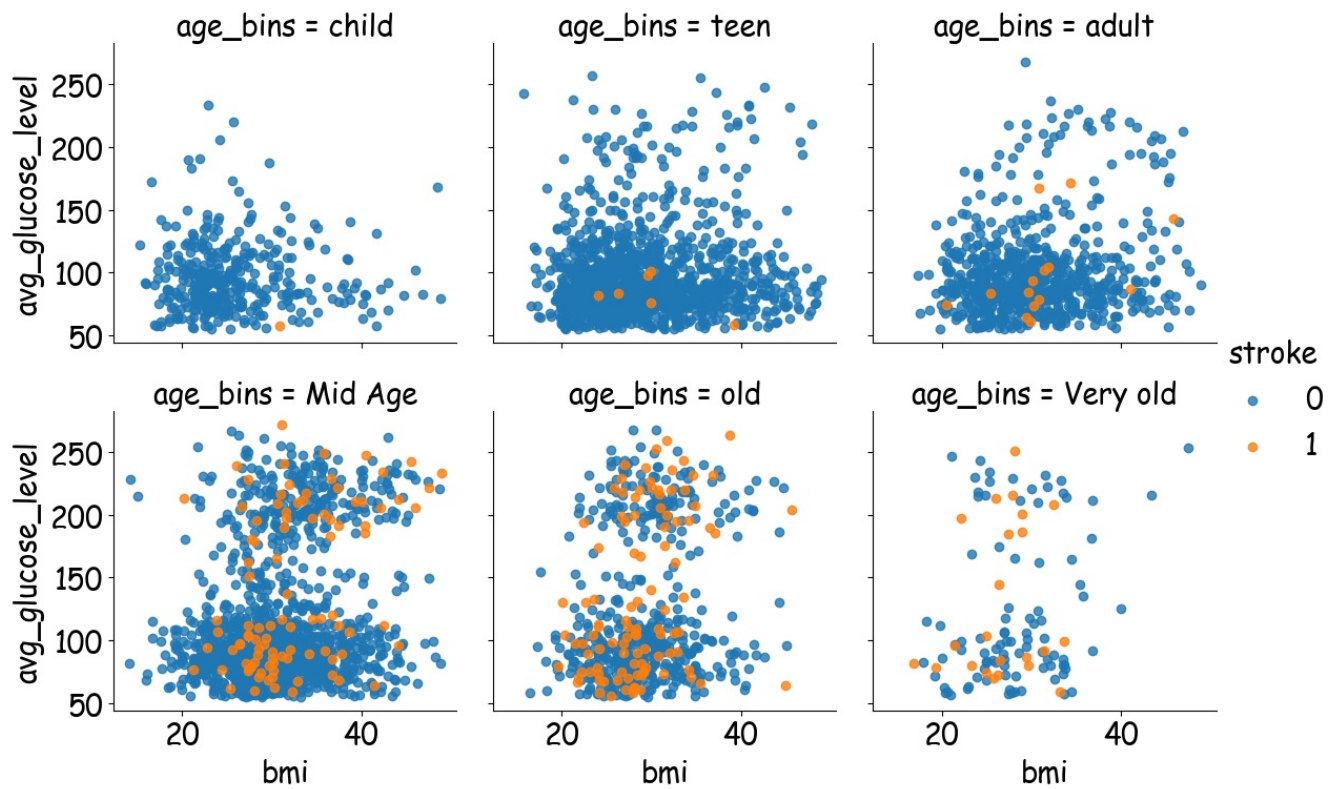 age_bins = child
age_bins = teen
age_bins = adult
avg_glucose_level
250
200
150
100
50
age_bins = Mid Age
age_bins = old
age_bins = Very old
avg_glucose_level
250
200
150
100
50
20
40
20
40
20
40
bmi
bmi
bmi
stroke
0
1